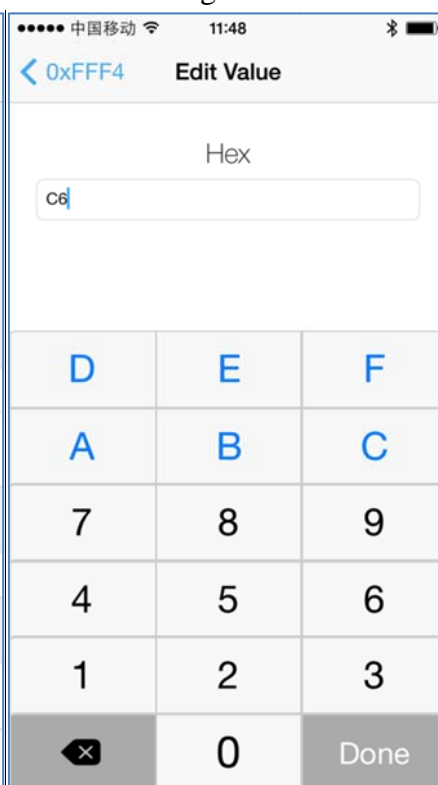 中国移动 11:48
0xFFF4 Edit Value
Hex
C6
D E F
A B C
7 8 9
4 5 6
1 2 3
0 Done